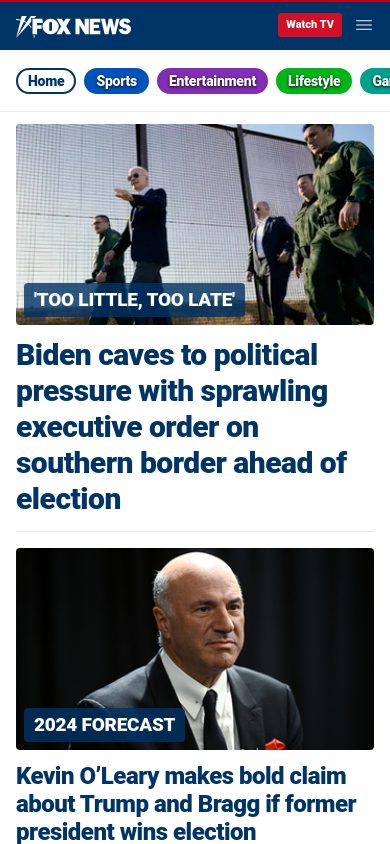 FOX NEWS
Watch TV
Home
Sports
Entertainment
Lifestyle
'TOO LITTLE, TOO LATE'
Biden caves to political
pressure with sprawling
executive order on
southern border ahead of
election
2024 FORECAST
Kevin O’Leary makes bold claim
about Trump and Bragg if former
president wins election